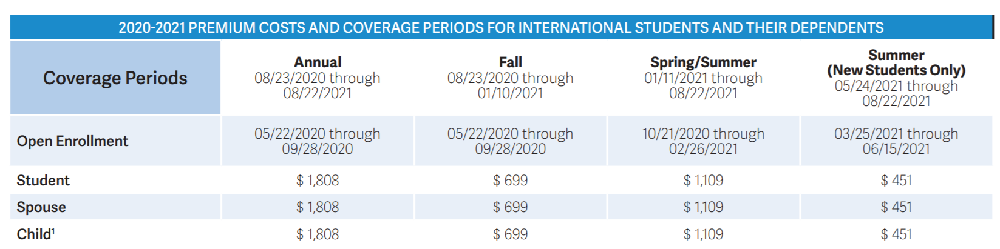 2020-2021 PREMIUM COSTS AND COVERAGE PERIODS FOR INTERNATIONAL STUDENTS AND THEIR DEPENDENTS
Coverage Periods
Annual
08/23/2020 through
08/22/2021
Fall
08/23/2020 through
01/10/2021
Spring/Summer
01/11/2021 through
08/22/2021
Summer
(New Students Only)
05/24/2021 through
08/22/2021
Open Enrollment
05/22/2020 through
09/28/2020
05/22/2020 through
09/28/2020
10/21/2020 through
02/26/2021
03/25/2021 through
06/15/2021
Student $ 1,808 $ 699 $ 1,109 $ 451
Spouse $ 1,808 $ 699 $ 1,109 $ 451
Child¹ $ 1,808 $ 699 $ 1,109 $ 451